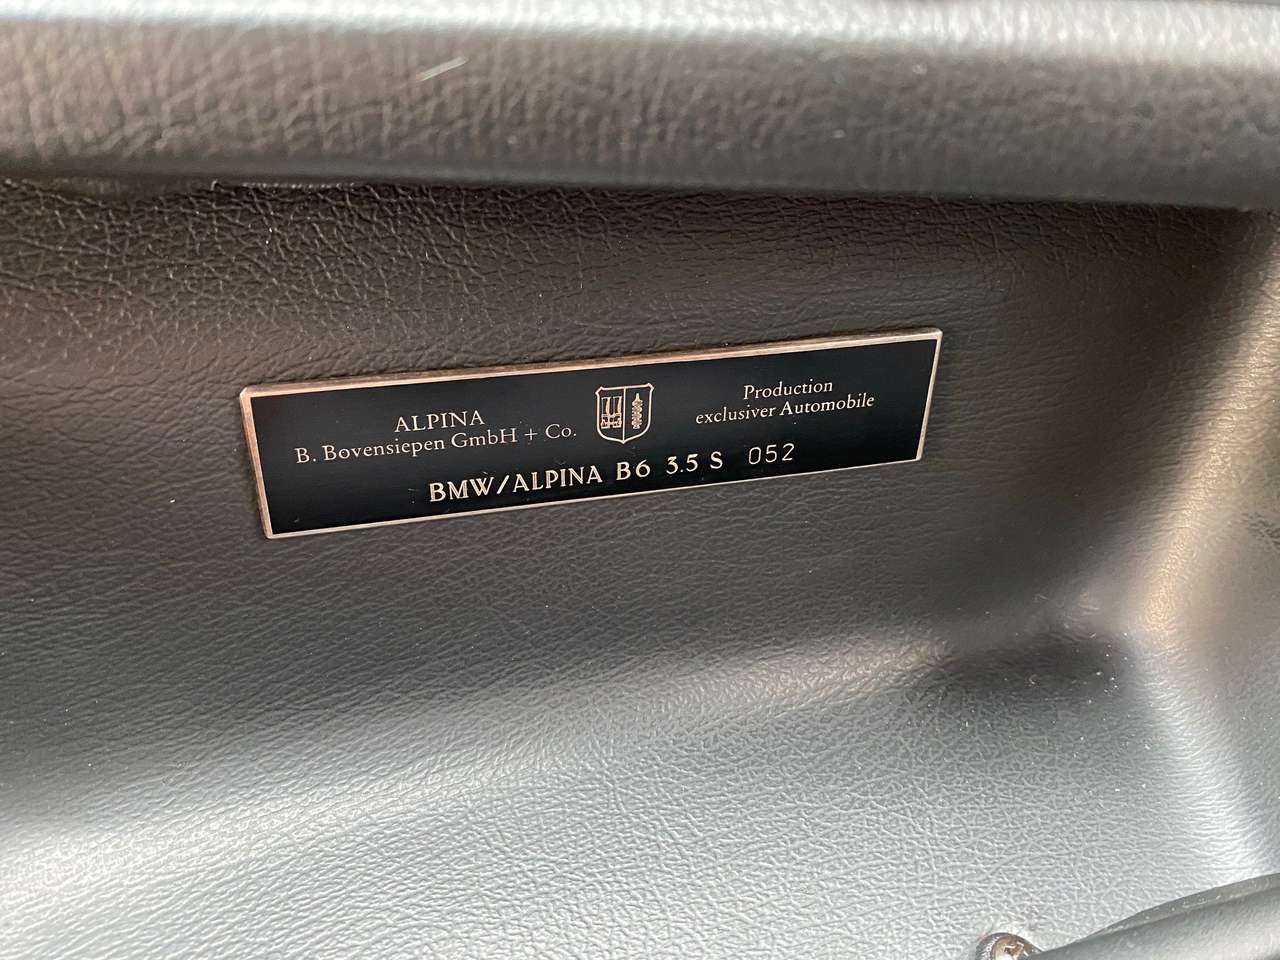 ALPINA
B. Bovensiepen GmbH + Co.
Production
exclusiver Automobile
BMW/ALPINA B6 3.5 S 052